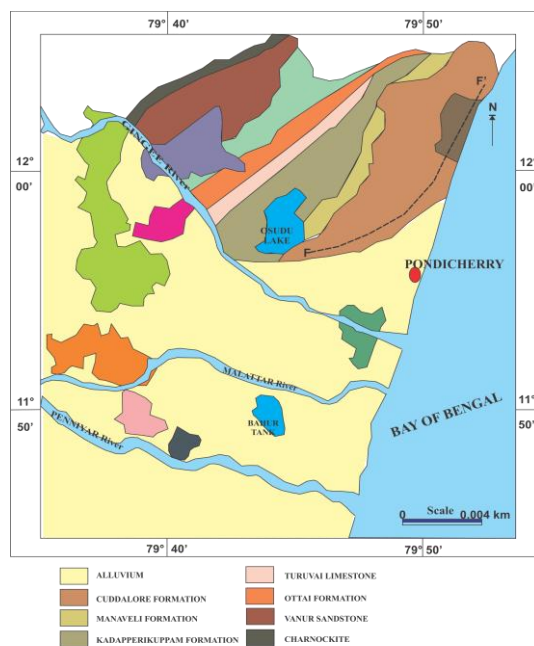 79° 40'
79° 50'
F'
N
GINGEE River
12°
00'
12°
00'
OSUDU
LAKE
F
PONDICHERRY
MALATTAR River
11°
50'
11°
50'
PENNIYAR River
BAHUR
TANK
BAY OF BENGAL
Scale
0 0.004 km
79° 40'
79° 50'
ALLUVIUM
TURUVAI LIMESTONE
CUDDALORE FORMATION
OTTAI FORMATION
MANAVELI FORMATION
VANUR SANDSTONE
KADAPPERIKUPPAM FORMATION
CHARNOCKITE